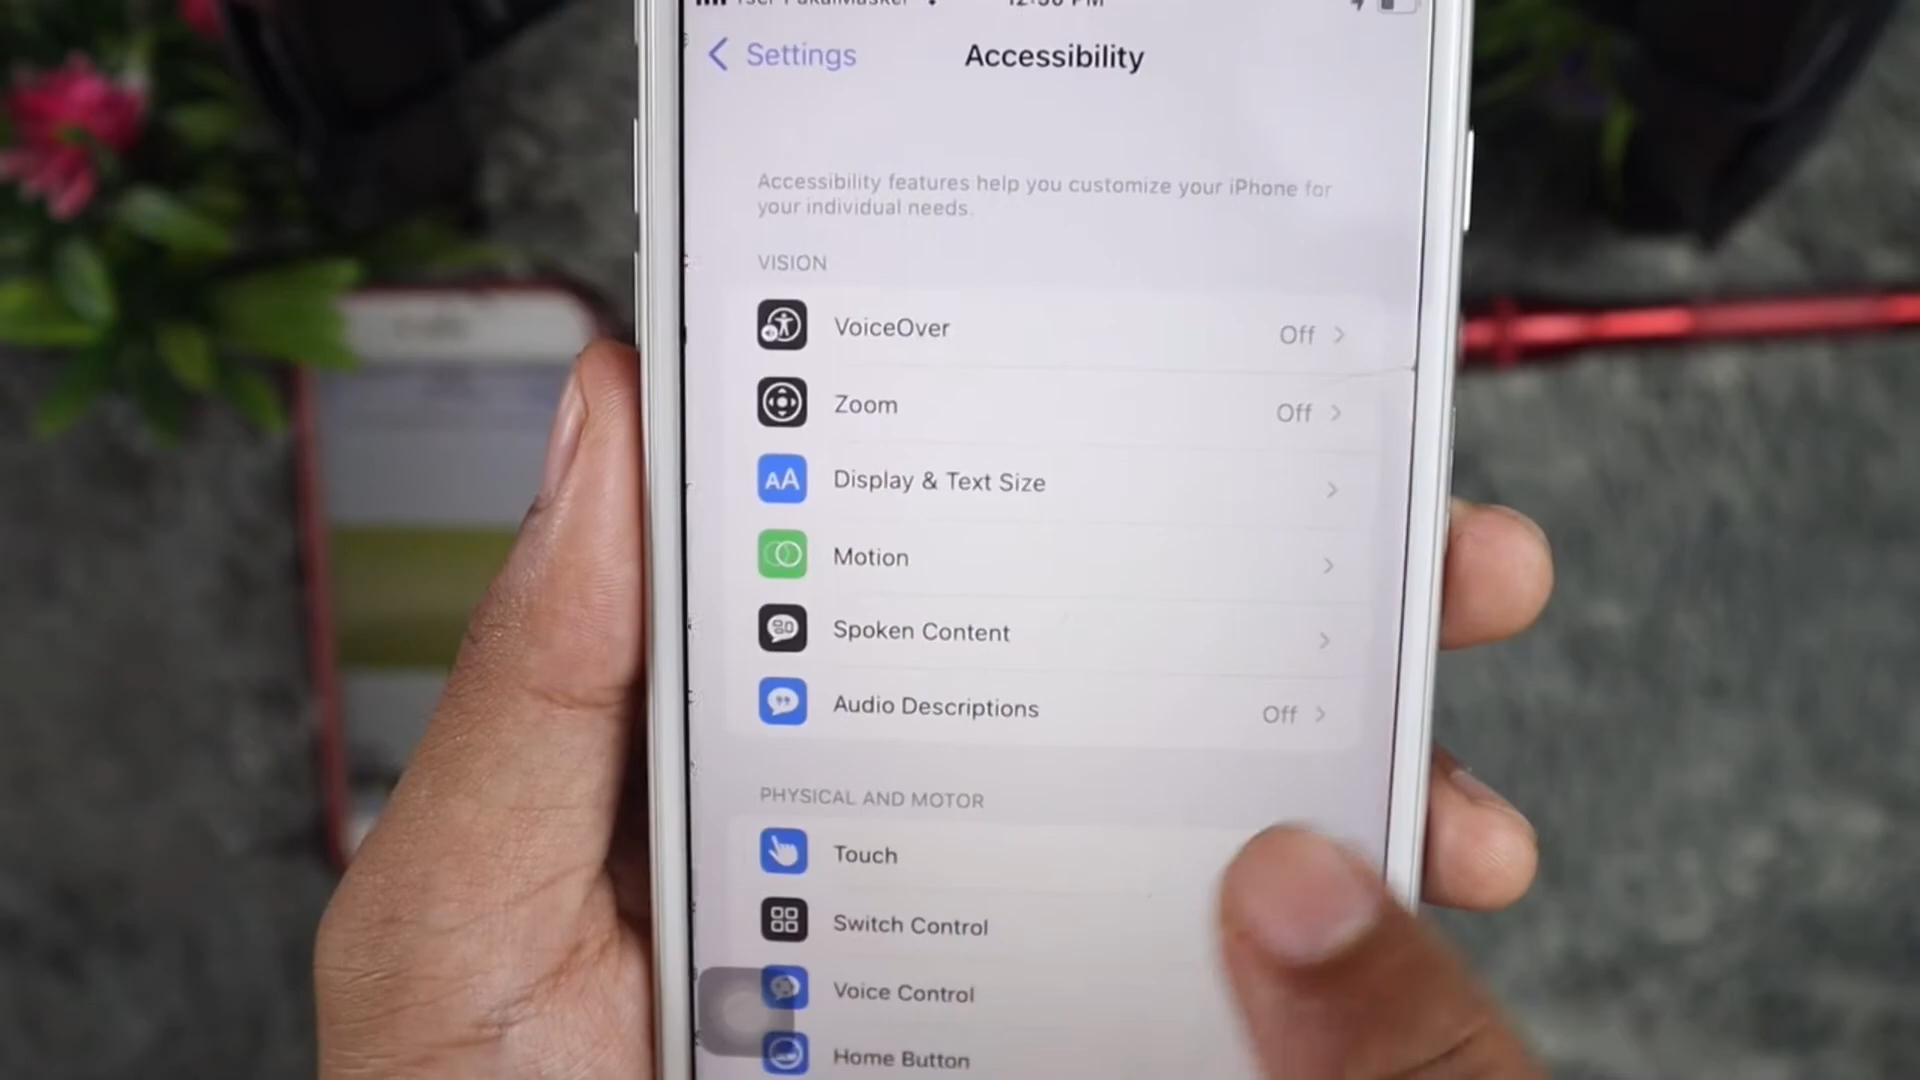 Settings
Accessibility
Accessibility features help you customize your iPhone for
your individual needs.
VISION
VoiceOver Off
Zoom Off
AA Display & Text Size
Motion
Spoken Content
Audio Descriptions Off
PHYSICAL AND MOTOR
Touch
Switch Control
Voice Control
Home Button